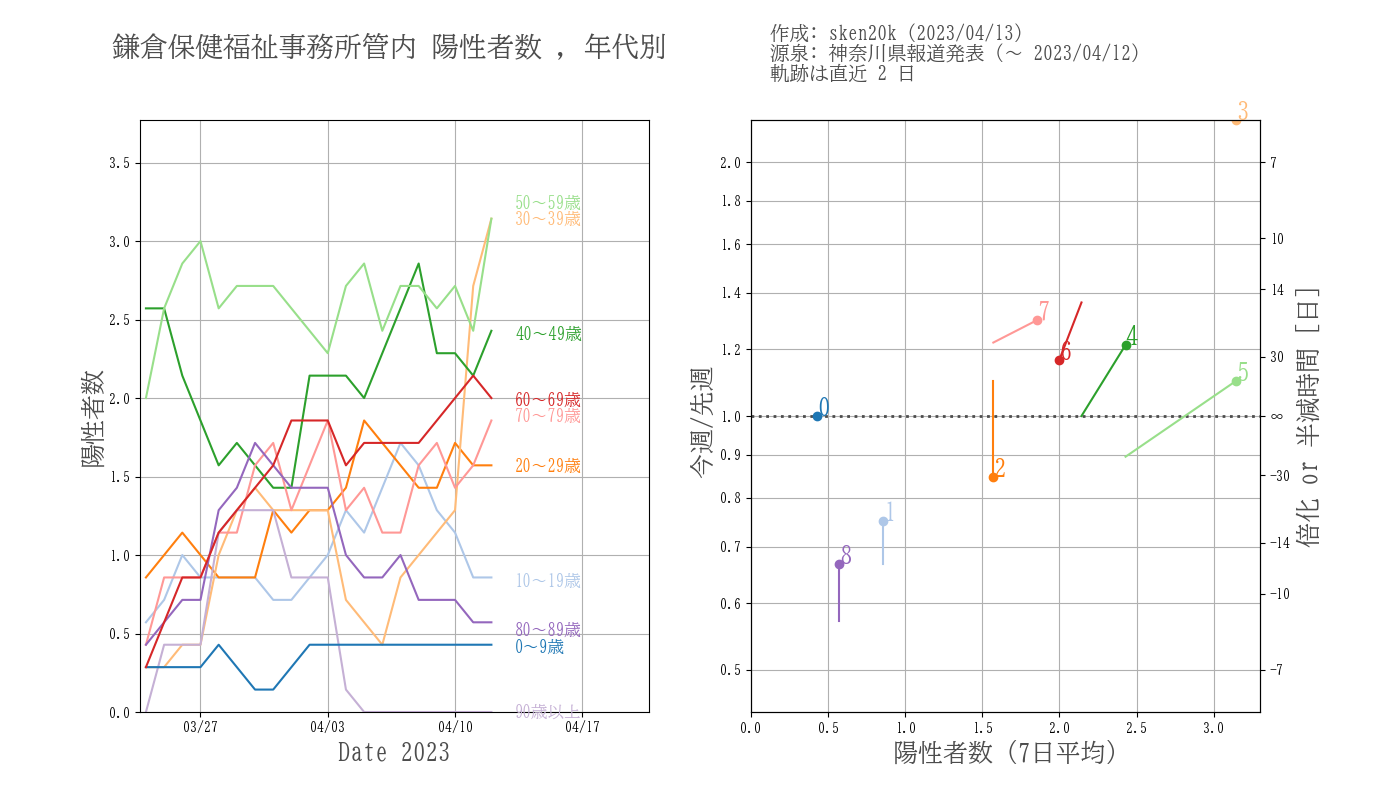 鎌倉保健福祉事務所管内 陽性者数 , 年代別
作成: sken20k (2023/04/13)
源泉: 神奈川県報道発表 (～ 2023/04/12)
軌跡は直近 2 日
陽性者数
3.5
3.0
2.5
2.0
1.5
1.0
0.5
0.0
50～59歳
30～39歳
40～49歳
60～69歳
70～79歳
20～29歳
10～19歳
80～89歳
0～9歳
90歳以上
03/27
04/03
04/10
04/17
Date 2023
今週/先週
2.0
1.8
1.6
1.4
1.2
1.0
0.9
0.8
0.7
0.6
0.5
3
7
6
4
5
0
2
1
8
7
10
14
30
∞
-30
-14
-10
-7
倍化 or 半減時間 [日]
0.0
0.5
1.0
1.5
2.0
2.5
3.0
陽性者数 (7日平均)